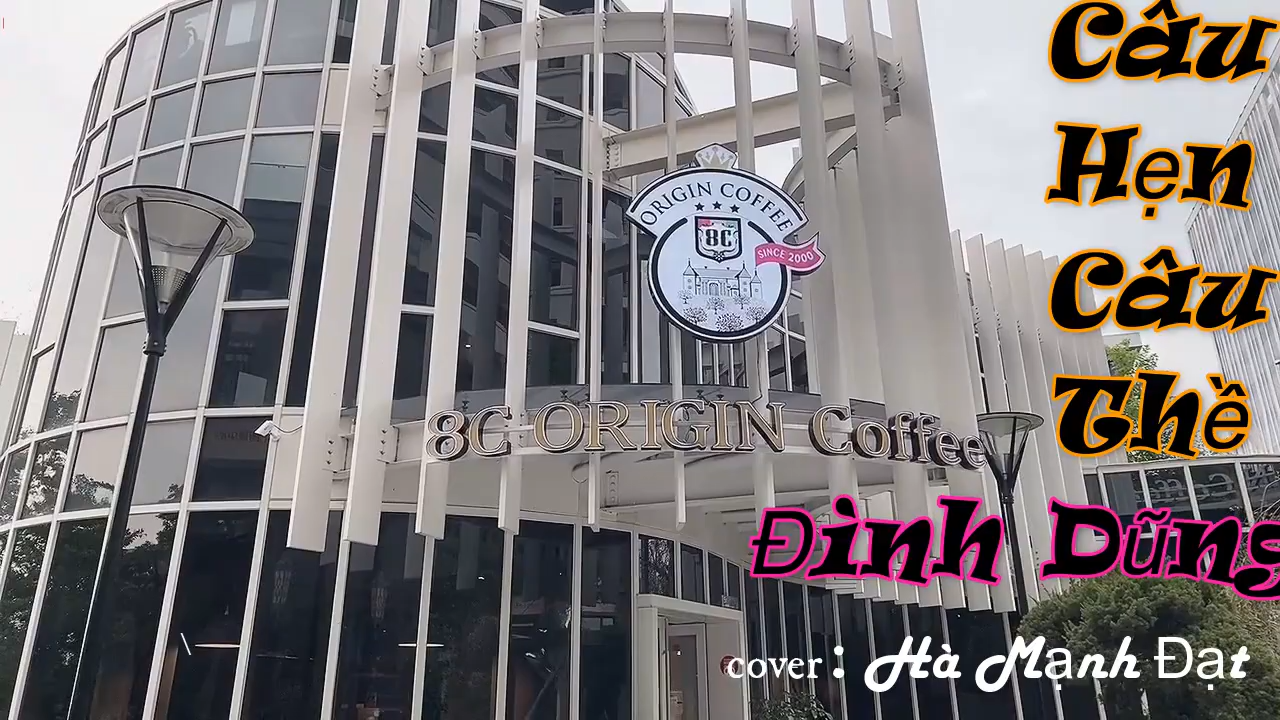 Câu
Hẹn
Câu
Thề
Đình Dũng
cover : Hà Mạnh Đạt
ORIGIN COFFEE
8C
SINCE 2000
8C ORIGIN Coffee